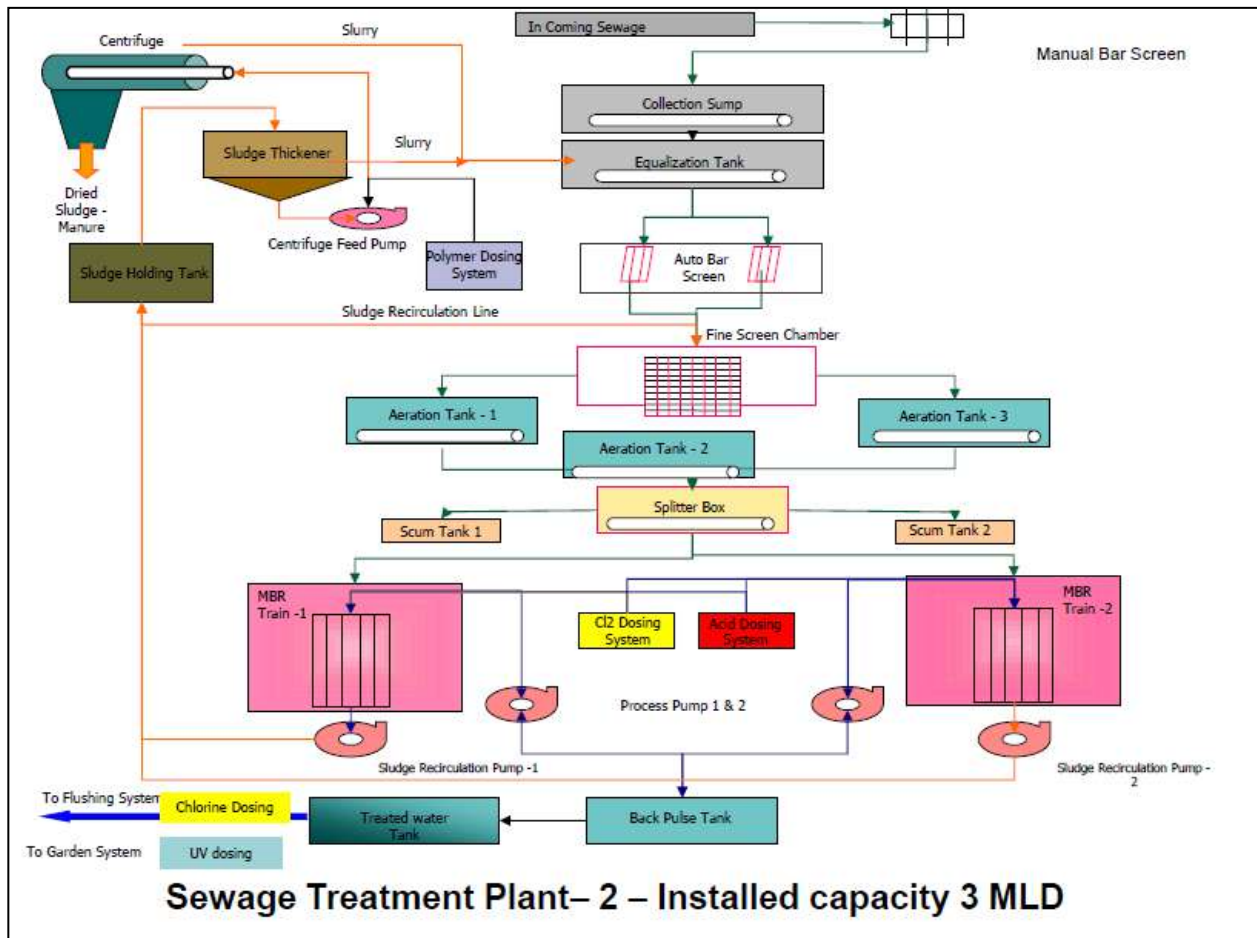 In Coming Sewage
Manual Bar Screen
Centrifuge
Slurry
Collection Sump
Sludge Thickener
Slurry
Equalization Tank
Dried
Sludge -
Manure
Centrifuge Feed Pump
Polymer Dosing
System
Auto Bar
Screen
Sludge Holding Tank
Sludge Recirculation Line
Fine Screen Chamber
Aeration Tank - 1
Aeration Tank - 2
Aeration Tank - 3
Splitter Box
Scum Tank 1
Scum Tank 2
MBR
Train -1
Cl2 Dosing
System
Acid Dosing
System
MBR
Train -2
Process Pump 1 & 2
Sludge Recirculation Pump -1
Sludge Recirculation Pump -
2
To Flushing System
Chlorine Dosing
Treated water
Tank
Back Pulse Tank
To Garden System
UV dosing
Sewage Treatment Plant– 2 – Installed capacity 3 MLD